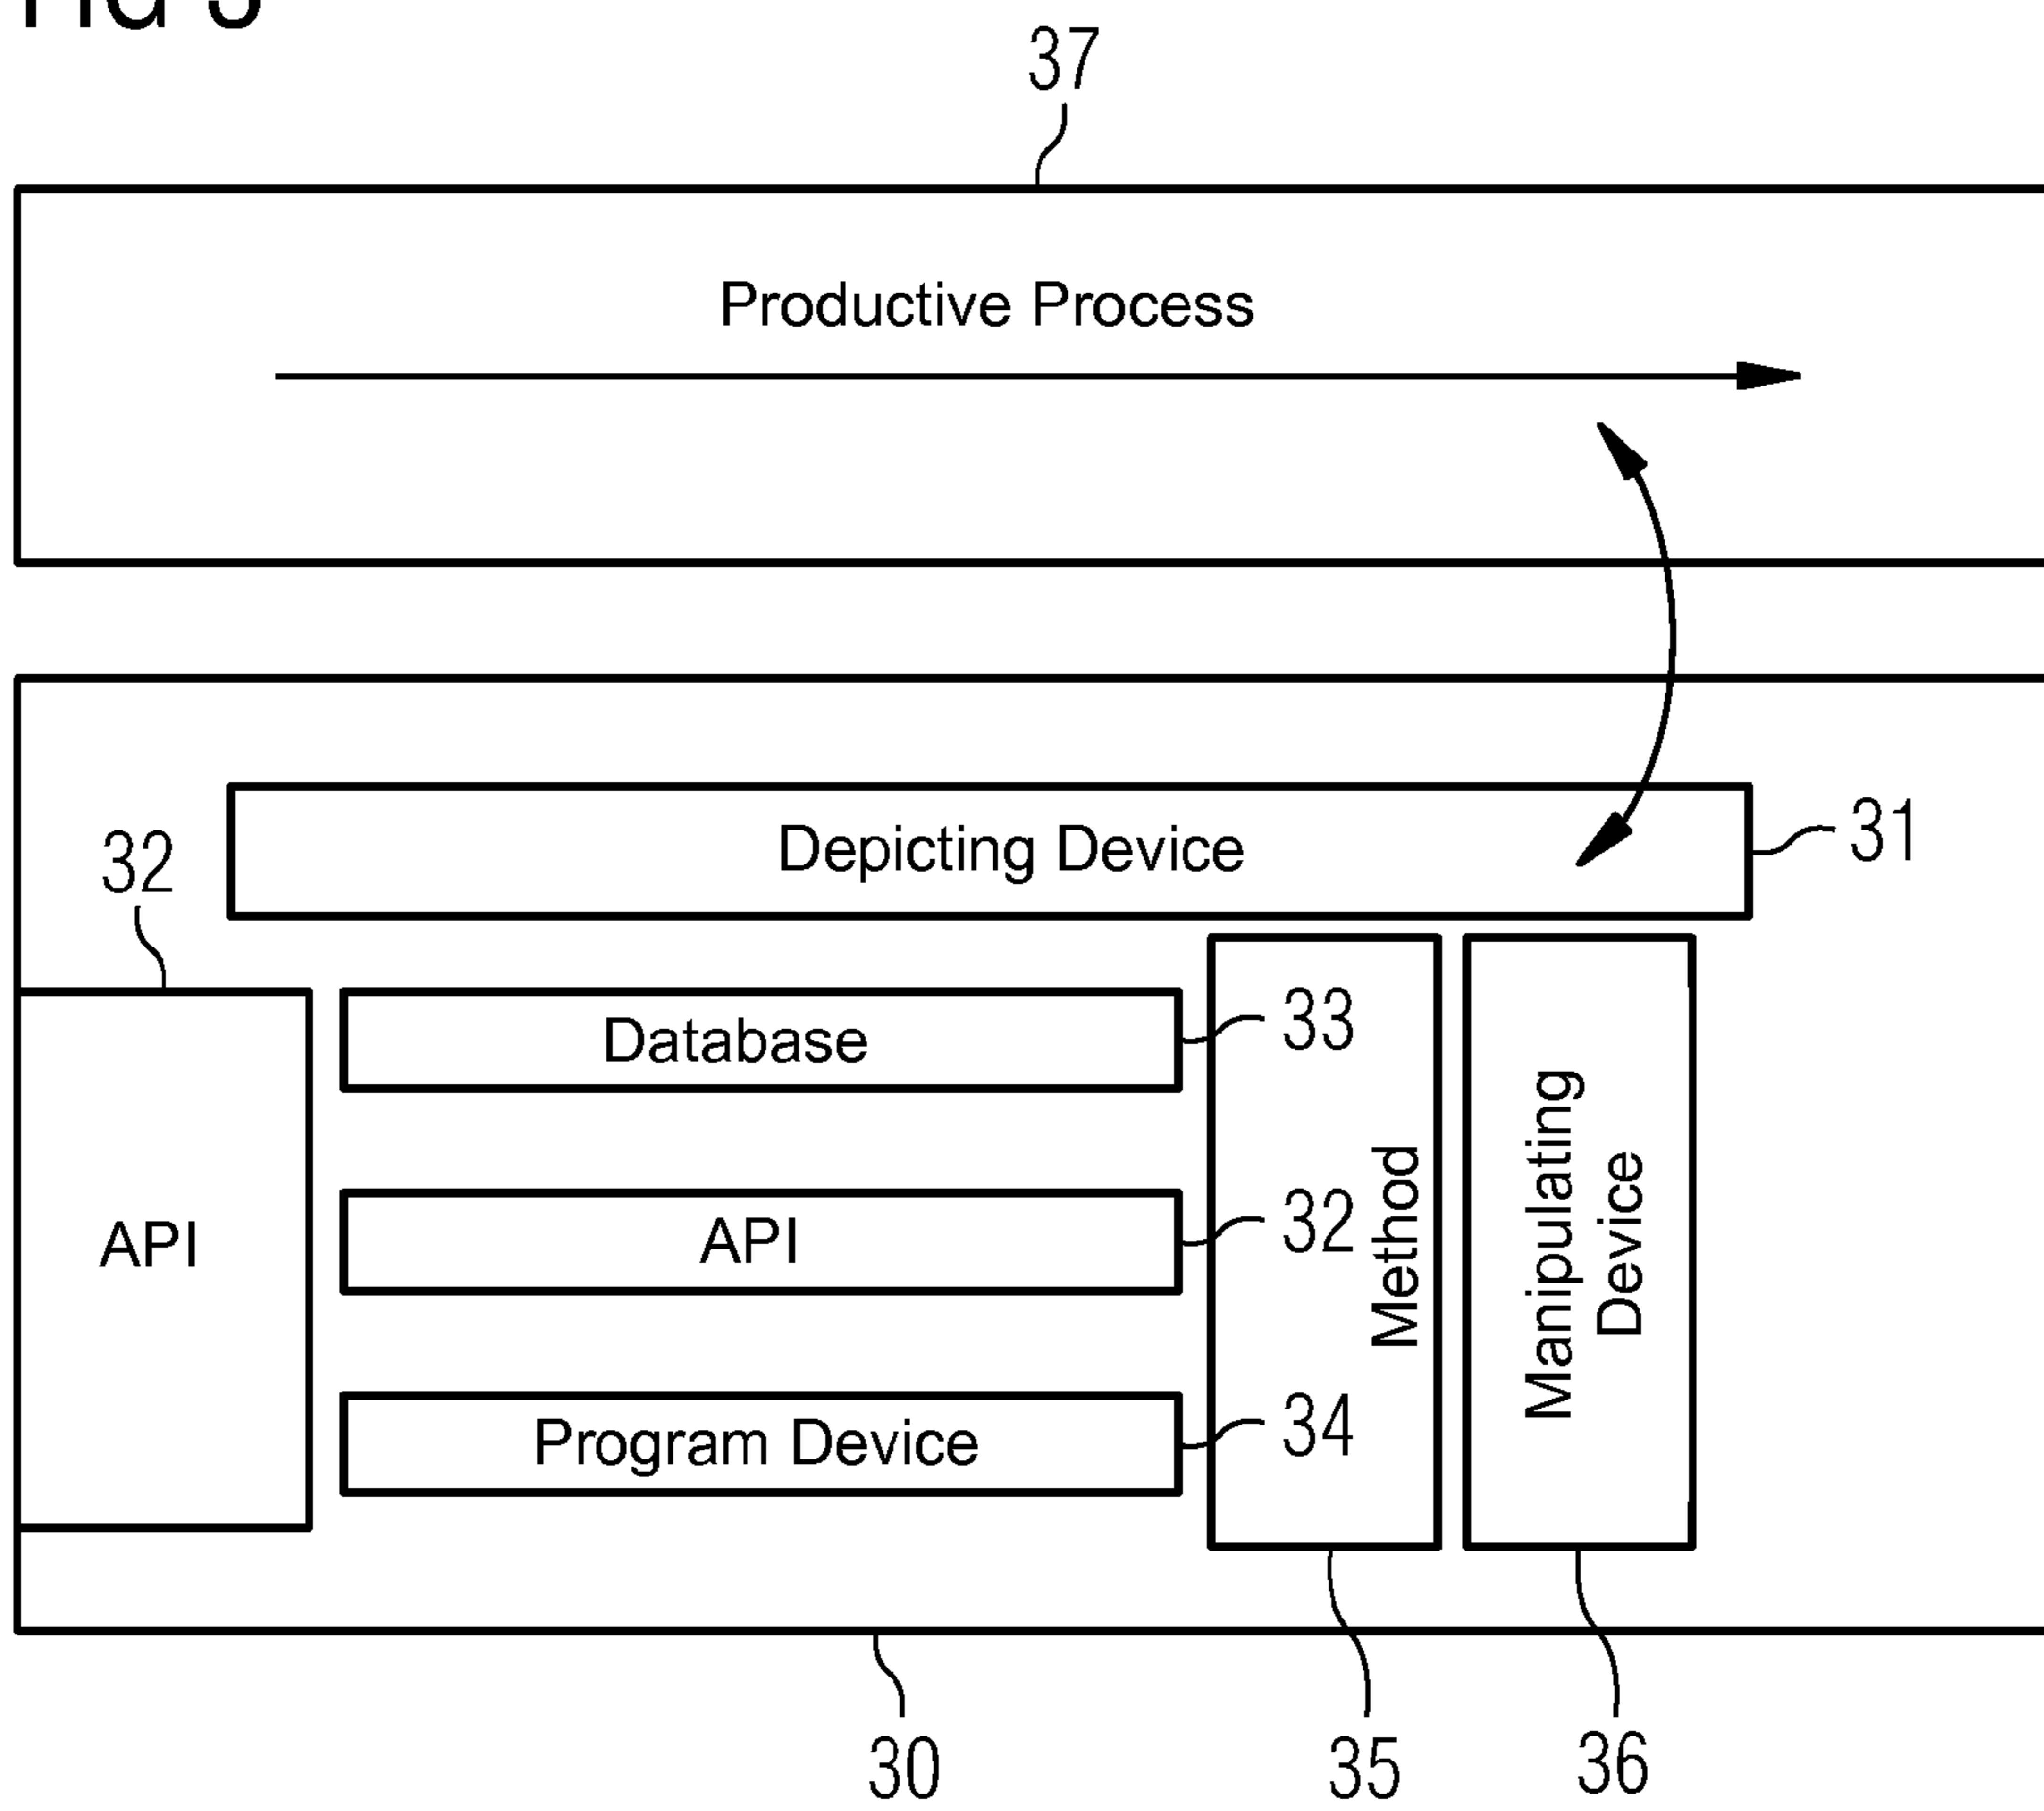 37
Productive Process
Depicting Device
31
32
Database
33
API
API
32
Method
Manipulating
Device
Program Device
34
30
35
36